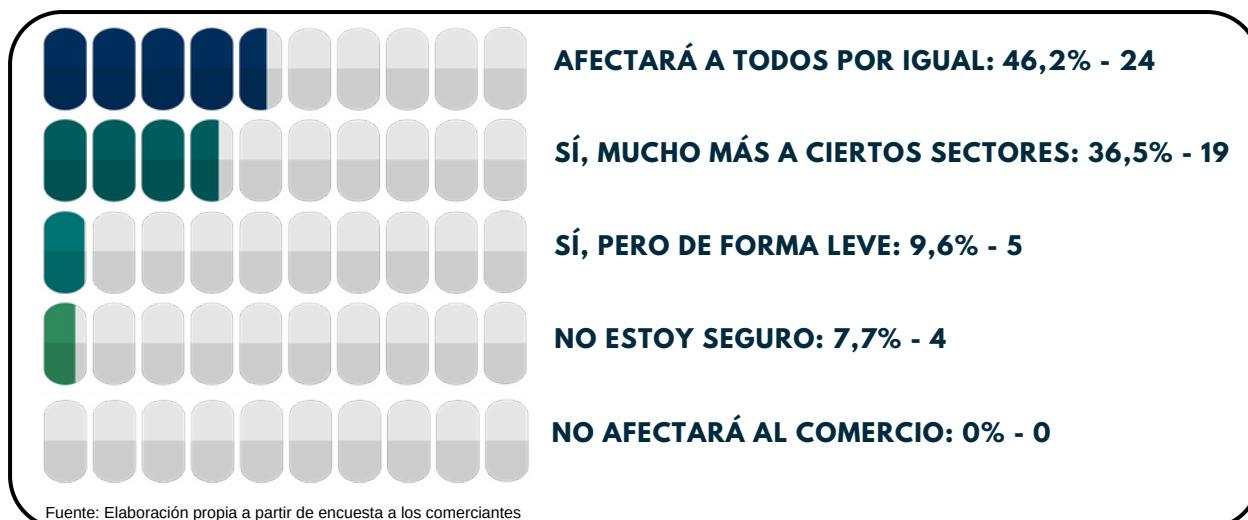 AFECTARÁ A TODOS POR IGUAL: 46,2% - 24
SÍ, MUCHO MÁS A CIERTOS SECTORES: 36,5% - 19
SÍ, PERO DE FORMA LEVE: 9,6% - 5
NO ESTOY SEGURO: 7,7% - 4
NO AFECTARÁ AL COMERCIO: 0% - 0
Fuente: Elaboración propia a partir de encuesta a los comerciantes